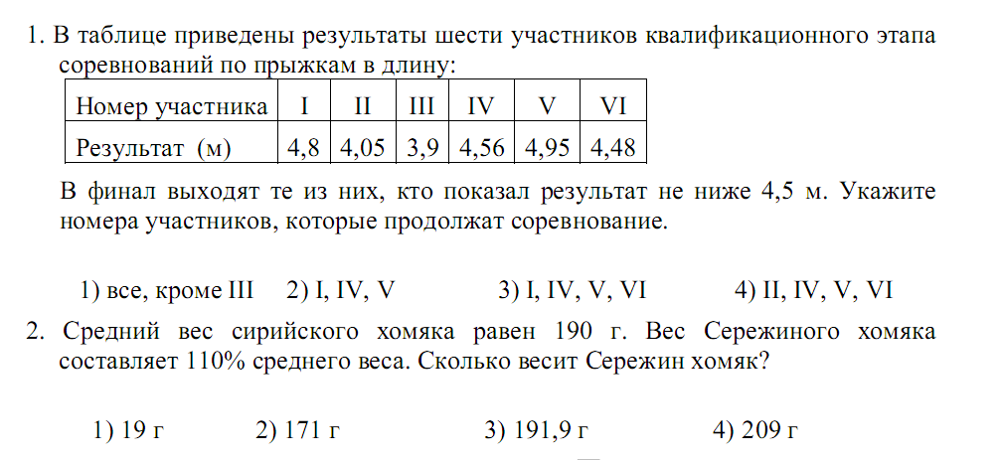 1. В таблице приведены результаты шести участников квалификационного этапа
соревнований по прыжкам в длину:
Номер участника I II III IV V VI
Результат (м) 4,8 4,05 3,9 4,56 4,95 4,48
В финал выходят те из них, кто показал результат не ниже 4,5 м. Укажите
номера участников, которые продолжат соревнование.
1) все, кроме III 2) I, IV, V 3) I, IV, V, VI 4) II, IV, V, VI
2. Средний вес сирийского хомяка равен 190 г. Вес Сережиного хомяка
составляет 110% среднего веса. Сколько весит Сережин хомяк?
1) 19 г 2) 171 г 3) 191,9 г 4) 209 г